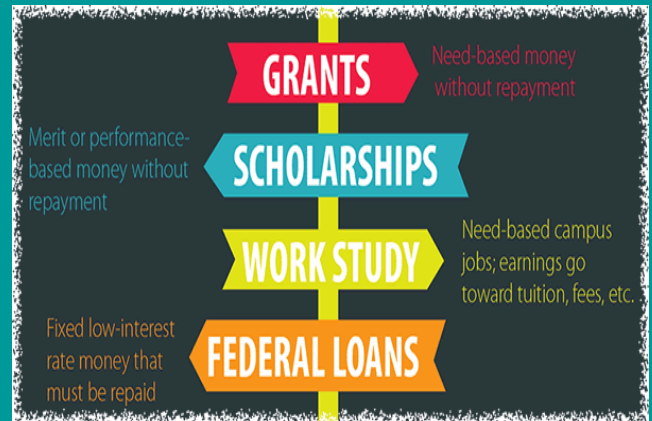 GRANTS
Need-based money
without repayment
SCHOLARSHIPS
Merit or performance-
based money without
repayment
WORK STUDY
Need-based campus
jobs; earnings go
toward tuition, fees, etc.
FEDERAL LOANS
Fixed low-interest
rate money that
must be repaid